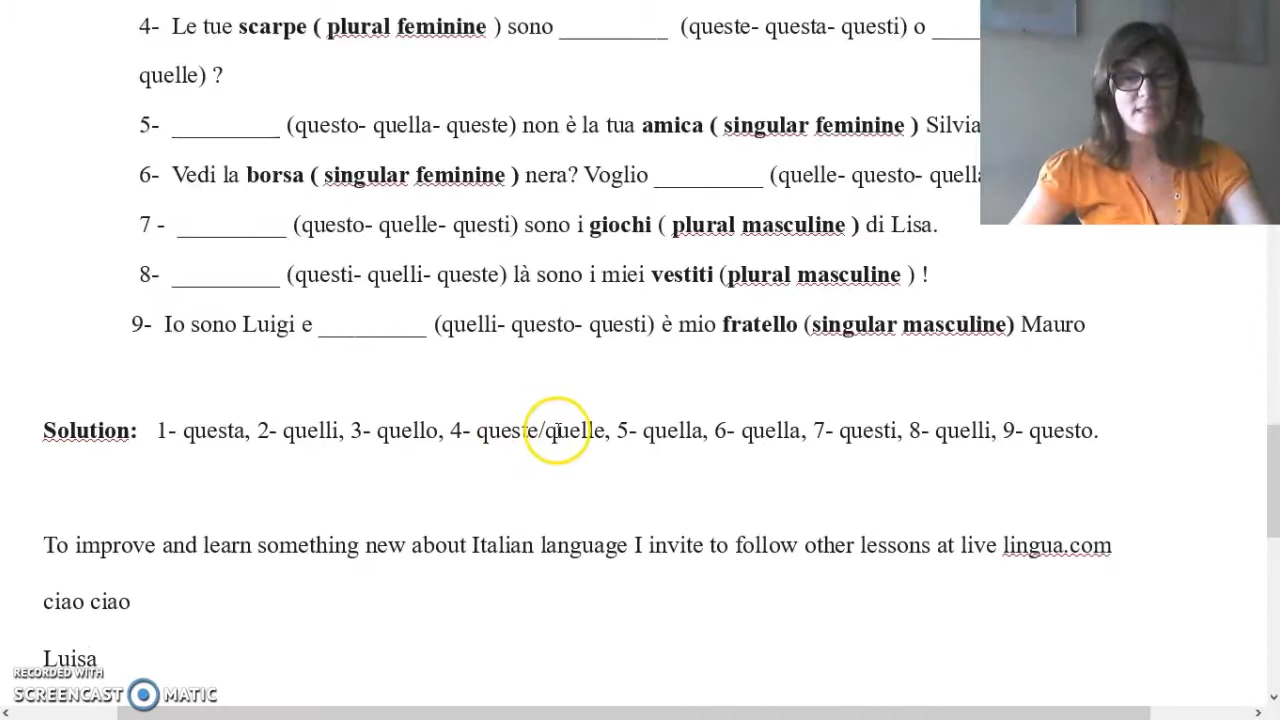 4- Le tue scarpe ( plural feminine ) sono _________ (queste- questa- questi) o ____
quelle) ?
5- _________ (questo- quella- queste) non è la tua amica ( singular feminine ) Silvia
6- Vedi la borsa ( singular feminine ) nera? Voglio _________ (quelle- questo- quella
7 - _________ (questo- quelle- questi) sono i giochi ( plural masculine ) di Lisa.
8- _________ (questi- quelli- queste) là sono i miei vestiti (plural masculine ) !
9- Io sono Luigi e _________ (quelli- questo- questi) è mio fratello (singular masculine) Mauro
Solution: 1- questa, 2- quelli, 3- quello, 4- queste/quelle, 5- quella, 6- quella, 7- questi, 8- quelli, 9- questo.
To improve and learn something new about Italian language I invite to follow other lessons at live lingua.com
ciao ciao
Luisa
RECORDED WITH
SCREENCAST MATIC